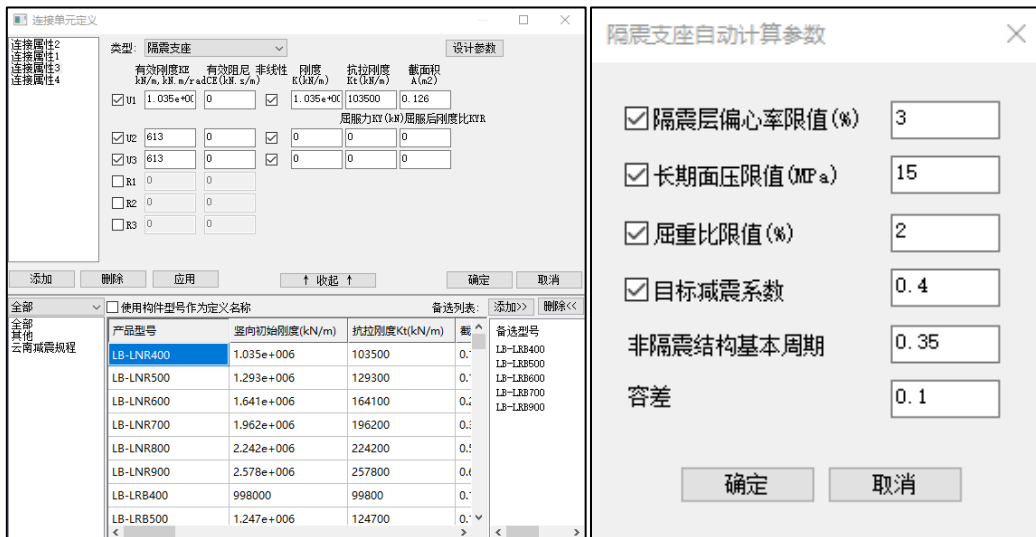 连接单元定义
连接属性2
连接属性1
连接属性3
连接属性4
类型: 隔震支座
设计参数
有效刚度KE 有效阻尼 非线性 刚度 抗拉刚度 截面积
kN/m,kN.m/radCE(kN.s/m) K(kN/m) Kt(kN/m) A(m2)
U1 1.035e+00 0 1.035e+00 103500 0.126
屈服力KY(kN)屈服后刚度比KYR
U2 613 0 0 0 0
U3 613 0 0 0 0
R1 0 0
R2 0 0
R3 0 0
添加 删除 应用 ↑ 收起 ↑ 确定 取消
全部 使用构件型号作为定义名称 备选列表: 添加>> 删除<<
全部
其他
云南减震规程
产品型号 竖向初始刚度(kN/m) 抗拉刚度Kt(kN/m) 截
LB-LNR400 1.035e+006 103500 0.
LB-LNR500 1.293e+006 129300 0.
LB-LNR600 1.641e+006 164100 0.
LB-LNR700 1.962e+006 196200 0.
LB-LNR800 2.242e+006 224200 0.
LB-LNR900 2.578e+006 257800 0.
LB-LRB400 998000 99800 0.
LB-LRB500 1.247e+006 124700 0.
备选型号
LB-LRB400
LB-LRB500
LB-LRB600
LB-LRB700
LB-LRB900
隔震支座自动计算参数
隔震层偏心率限值(%) 3
长期面压限值(MPa) 15
屈重比限值(%) 2
目标减震系数 0.4
非隔震结构基本周期 0.35
容差 0.1
确定 取消